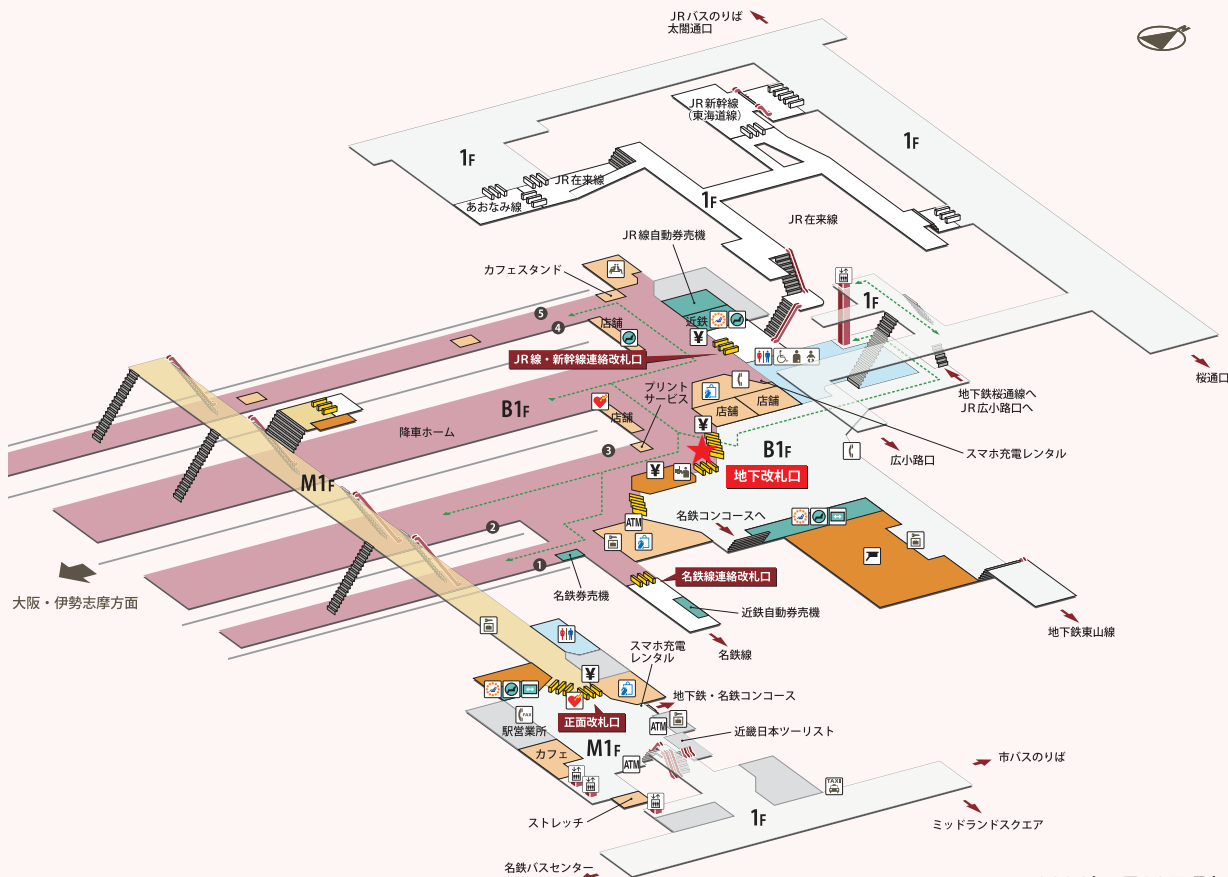 JRバスのりば
太閤通口
JR新幹線
(東海道線)
1F
1F
JR在来線
あおなみ線
1F
JR在来線
JR線自動券売機
カフェスタンド
1F
近鉄
¥
5
4
店舗
JR線・新幹線連絡改札口
桜通口
プリント
サービス
地下鉄桜通線へ
JR広小路口へ
店舗
店舗
B1F
店舗
¥
降車ホーム
3
B1F
広小路口
スマホ充電レンタル
¥
地下改札口
M1F
ATM
名鉄コンコースへ
2
1
名鉄線連絡改札口
大阪・伊勢志摩方面
名鉄券売機
近鉄自動券売機
地下鉄東山線
名鉄線
スマホ充電
レンタル
¥
地下鉄・名鉄コンコース
正面改札口
FAX
駅営業所
ATM
近畿日本ツーリスト
M1F
カフェ
ATM
市バスのりば
TAXI
1F
ストレッチ
ミッドランドスクエア
名鉄バスセンター